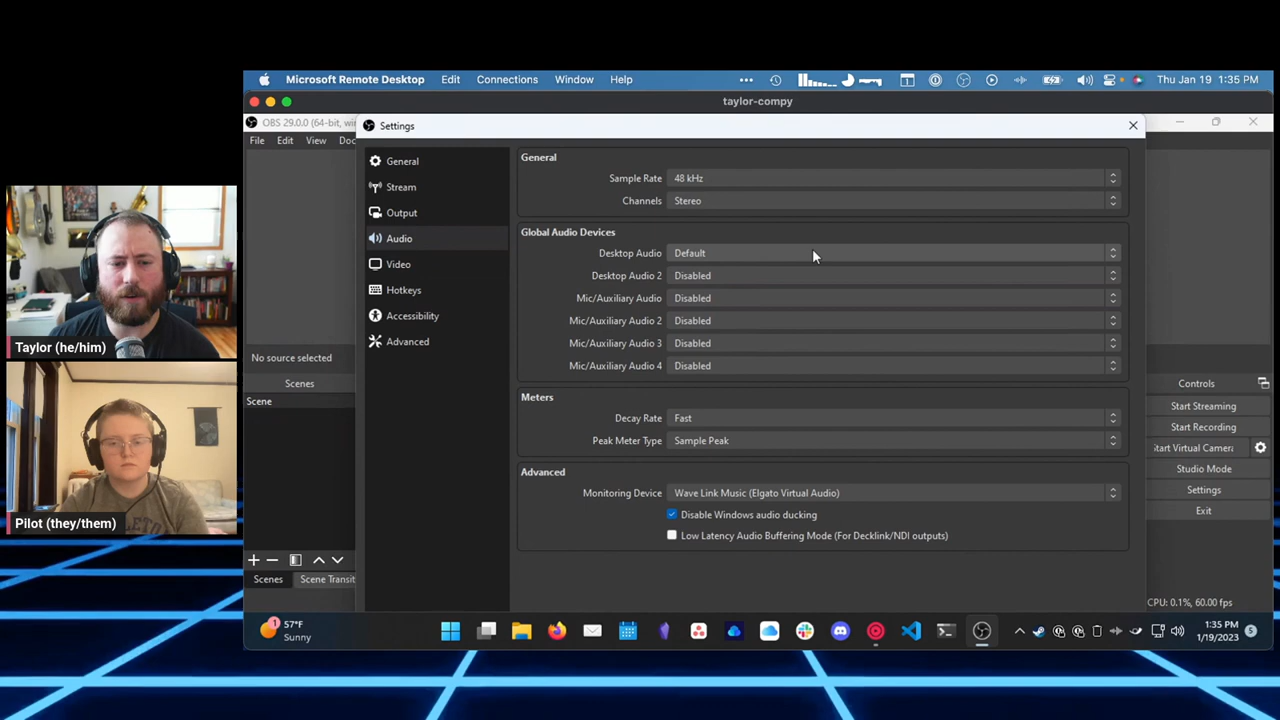 Microsoft Remote Desktop Edit Connections Window Help ••• Thu Jan 19 1:35 PM
taylor-compy
OBS 29.0.0 (64-bit, wi
Settings
File Edit View Doc
General
Stream
Output
Audio
Video
Hotkeys
Accessibility
Advanced
General
Sample Rate 48 kHz
Channels Stereo
Global Audio Devices
Desktop Audio Default
Desktop Audio 2 Disabled
Mic/Auxiliary Audio Disabled
Mic/Auxiliary Audio 2 Disabled
Mic/Auxiliary Audio 3 Disabled
Mic/Auxiliary Audio 4 Disabled
Meters
Decay Rate Fast
Peak Meter Type Sample Peak
Advanced
Monitoring Device Wave Link Music (Elgato Virtual Audio)
Disable Windows audio ducking
Low Latency Audio Buffering Mode (For Decklink/NDI outputs)
Taylor (he/him)
Pilot (they/them)
No source selected
Scenes
Scene
Scenes Scene Transit
Controls
Start Streaming
Start Recording
Start Virtual Camera
Studio Mode
Settings
Exit
CPU: 0.1%, 60.00 fps
1
57°F
Sunny
1:35 PM
1/19/2023
5